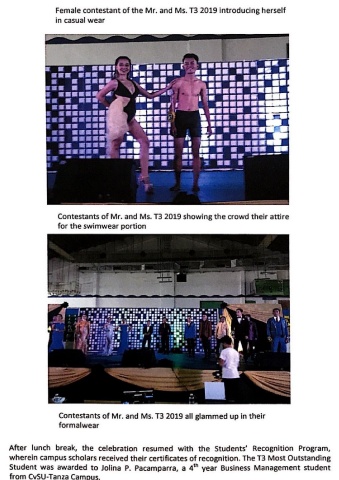 Female contestant of the Mr. and Ms. T3 2019 introducing herself
in casual wear
Contestants of Mr. and Ms. T3 2019 showing the crowd their attire
for the swimwear portion
Contestants of Mr. and Ms. T3 2019 all glammed up in their
formalwear
After lunch break, the celebration resumed with the Students' Recognition Program,
wherein campus scholars received their certificates of recognition. The T3 Most Outstanding
Student was awarded to Jolina P. Pacamparra, a 4th year Business Management student
from CvSU-Tanza Campus.